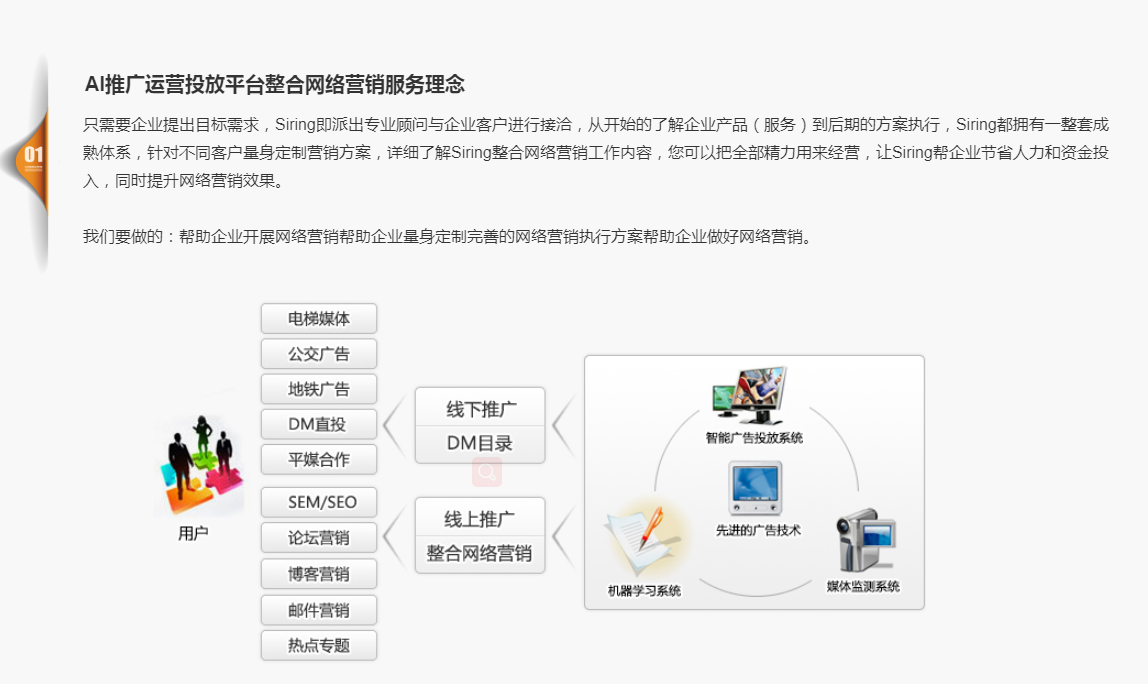 AI推广运营投放平台整合网络营销服务理念
01
只需要企业提出目标需求，Siring即派出专业顾问与企业客户进行接洽，从开始的了解企业产品（服务）到后期的方案执行，Siring都拥有一整套成
熟体系，针对不同客户量身定制营销方案，详细了解Siring整合网络营销工作内容，您可以把全部精力用来经营，让Siring帮企业节省人力和资金投
入，同时提升网络营销效果。
我们要做的：帮助企业开展网络营销帮助企业量身定制完善的网络营销执行方案帮助企业做好网络营销。
用户
电梯媒体
公交广告
地铁广告
DM直投
平媒合作
SEM/SEO
论坛营销
博客营销
邮件营销
热点专题
线下推广
DM目录
线上推广
整合网络营销
智能广告投放系统
先进的广告技术
机器学习系统
媒体监测系统